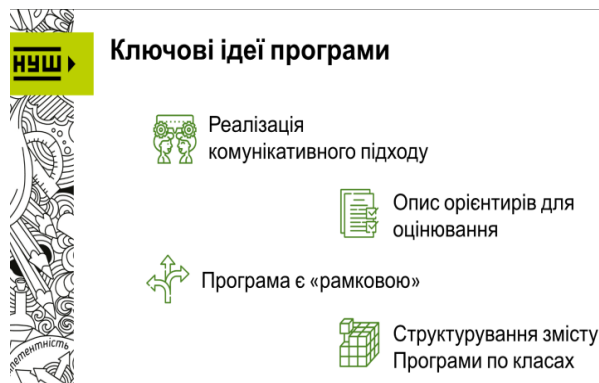 Ключові ідеї програми
НУШ
Реалізація
комунікативного підходу
Опис орієнтирів для
оцінювання
Програма є «рамковою»
Структурування змісту
Програми по класах